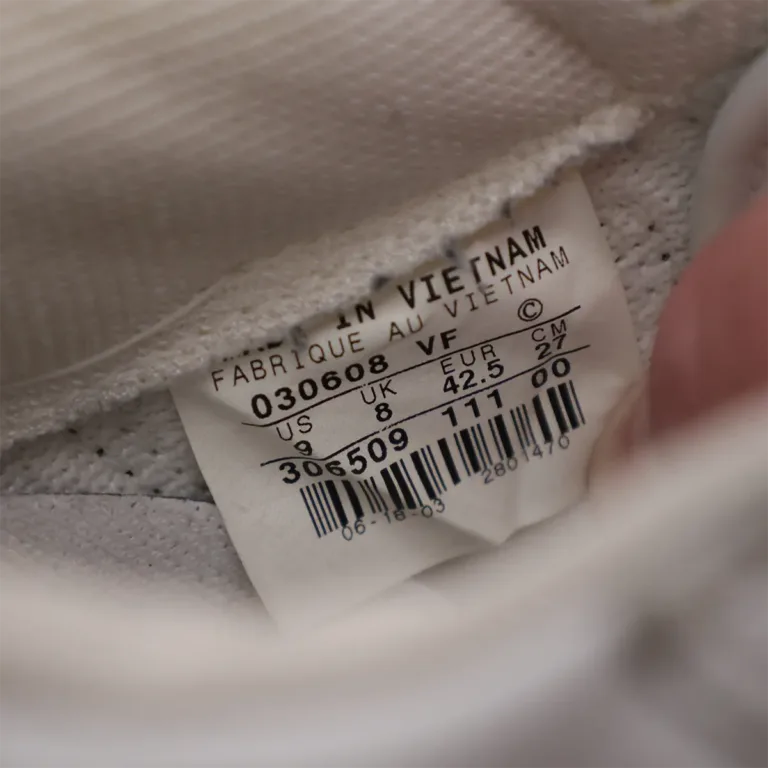 IN VIETNAM
FABRIQUE AU VIETNAM
030608 VF ©
US UK EUR CM
9 8 42.5 27
306509 111 00
06-18-03 2801470